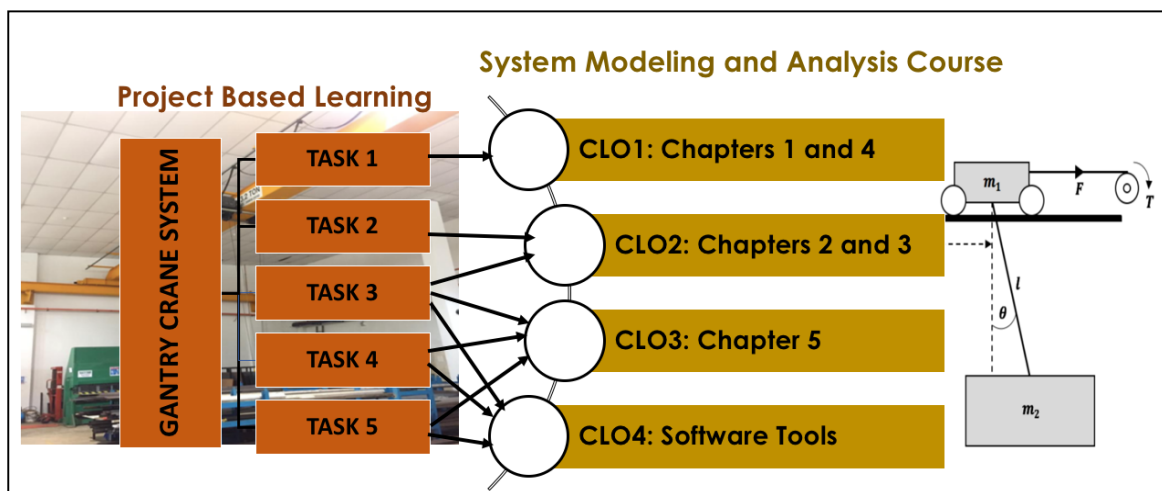 System Modeling and Analysis Course
Project Based Learning
GANTRY CRANE SYSTEM
TASK 1
TASK 2
TASK 3
TASK 4
TASK 5
CLO1: Chapters 1 and 4
CLO2: Chapters 2 and 3
CLO3: Chapter 5
CLO4: Software Tools
m₁
F
T
l
θ
m₂